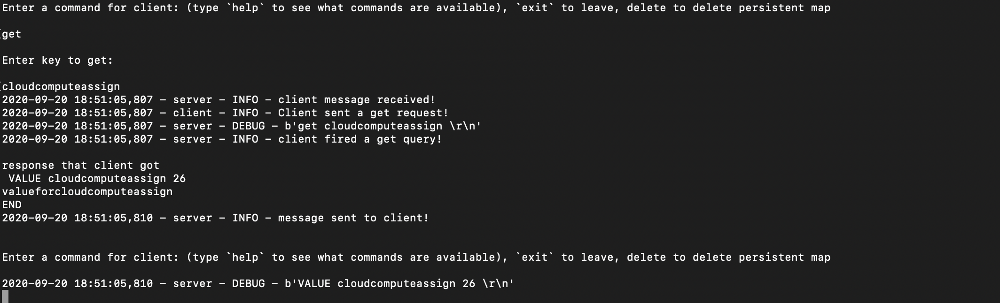 Enter a command for client: (type `help` to see what commands are available), `exit` to leave, delete to delete persistent map
get
Enter key to get:
cloudcomputeassign
2020-09-20 18:51:05,807 - server - INFO - client message received!
2020-09-20 18:51:05,807 - client - INFO - Client sent a get request!
2020-09-20 18:51:05,807 - server - DEBUG - b'get cloudcomputeassign \r\n'
2020-09-20 18:51:05,807 - server - INFO - client fired a get query!
response that client got
VALUE cloudcomputeassign 26
valueforcloudcomputeassign
END
2020-09-20 18:51:05,810 - server - INFO - message sent to client!
Enter a command for client: (type `help` to see what commands are available), `exit` to leave, delete to delete persistent map
2020-09-20 18:51:05,810 - server - DEBUG - b'VALUE cloudcomputeassign 26 \r\n'